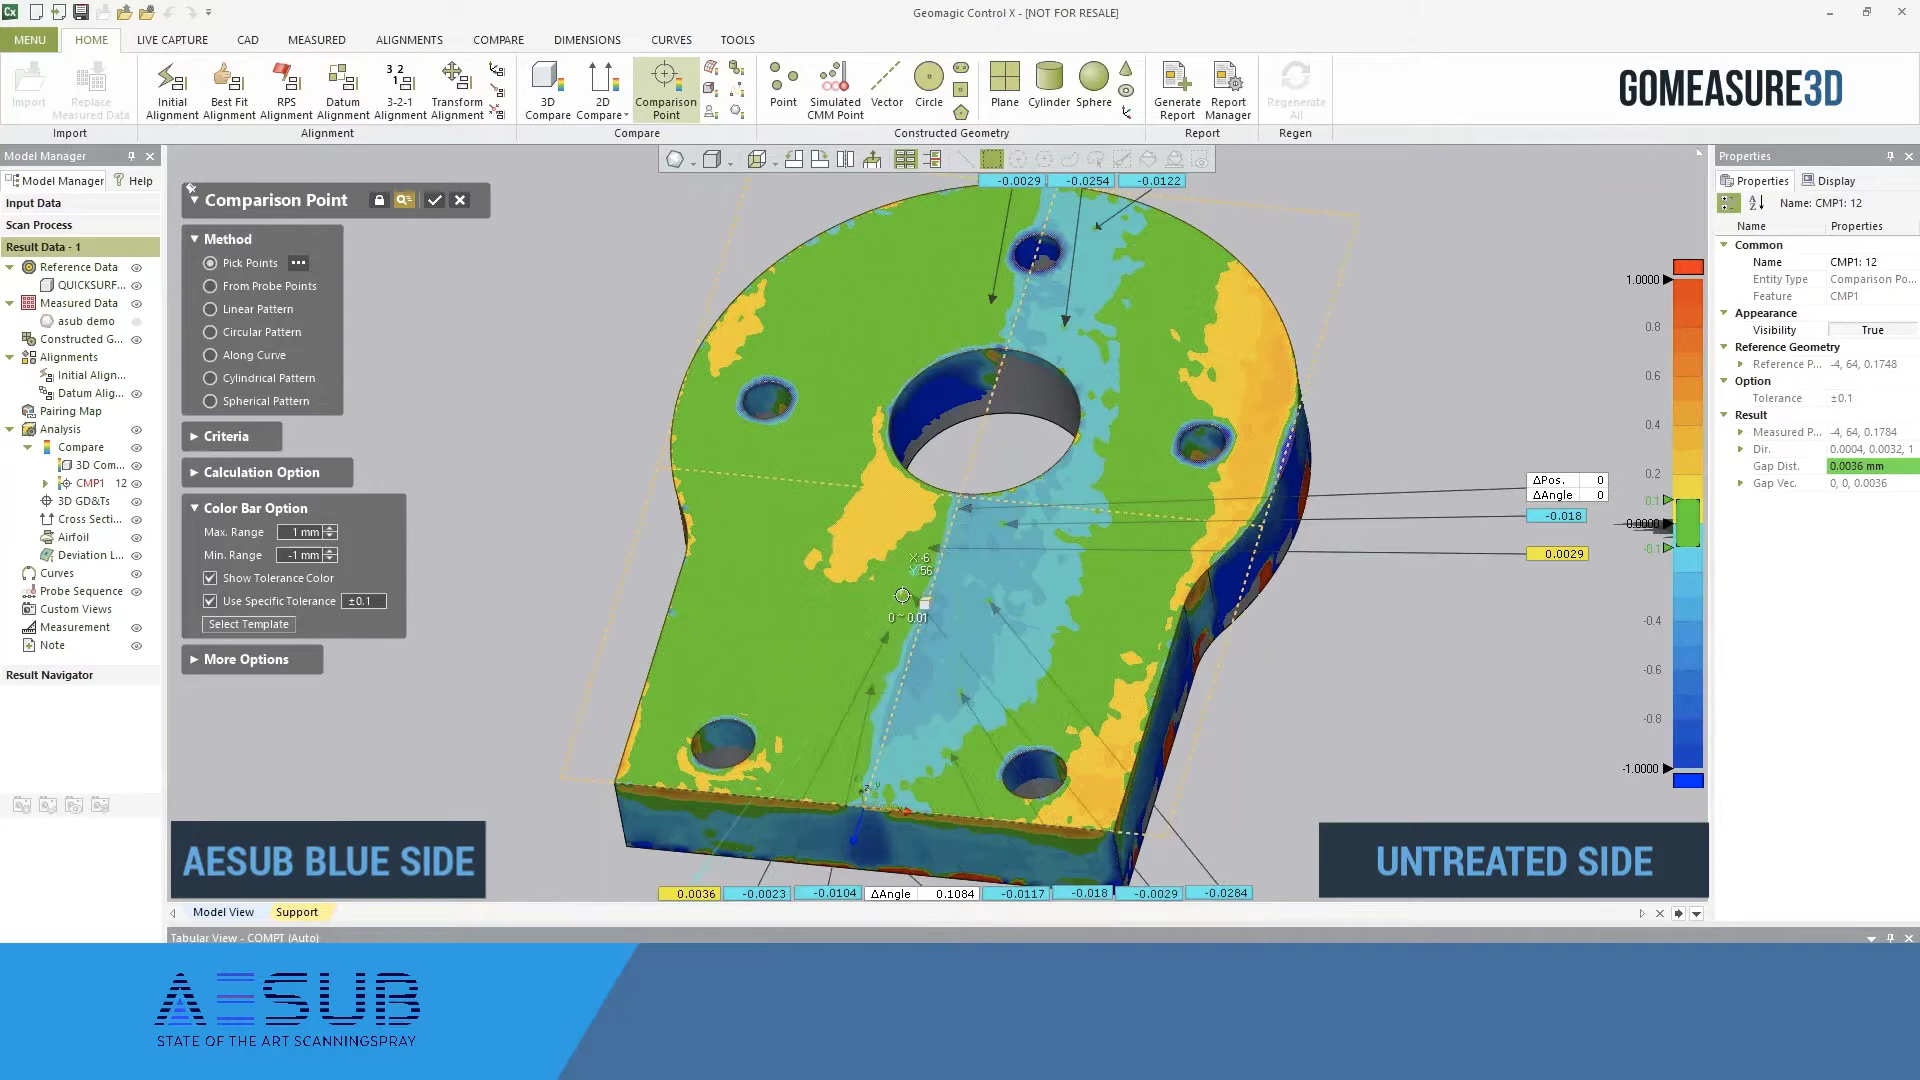 Geomagic Control X - [NOT FOR RESALE]
MENU HOME LIVE CAPTURE CAD MEASURED ALIGNMENTS COMPARE DIMENSIONS CURVES TOOLS
Import
Replace Measured Data
Initial Alignment
Best Fit Alignment
RPS Alignment
Datum Alignment
3 2 1
3-2-1 Alignment
Transform Alignment
3D Compare
2D Compare
Comparison Point
Point
Simulated CMM Point
Vector
Circle
Plane
Cylinder
Sphere
Generate Report
Report Manager
Regenerate All
GOMEASURE3D
Import Alignment Compare Constructed Geometry Report Regen
Model Manager
Model Manager ? Help
Input Data
Scan Process
Result Data - 1
Reference Data
QUICKSURF...
Measured Data
asub demo
Constructed G...
Alignments
Initial Align...
Datum Alig...
Pairing Map
Analysis
Compare
3D Com...
CMP1 12
3D GD&Ts
Cross Secti...
Airfoil
Deviation L...
Curves
Probe Sequence
Custom Views
Measurement
Note
Result Navigator
Comparison Point
Method
Pick Points
From Probe Points
Linear Pattern
Circular Pattern
Along Curve
Cylindrical Pattern
Spherical Pattern
Criteria
Calculation Option
Color Bar Option
Max. Range 1 mm
Min. Range -1 mm
Show Tolerance Color
Use Specific Tolerance ±0.1
Select Template
More Options
-0.0029 -0.0254 -0.0122
ΔPos. 0
ΔAngle 0
-0.018
0.0029
X:-6
Y:56
0 ~ 0.01
0.0036 -0.0023 -0.0104 ΔAngle 0.1084 -0.0117 -0.018 -0.0029 -0.0284
1.0000
0.8
0.6
0.4
0.2
0.1
0.0000
-0.1
-0.4
-0.6
-0.8
-1.0000
Properties
Properties Display
Name: CMP1: 12
Name Properties
Common
Name CMP1: 12
Entity Type Comparison Po...
Feature CMP1
Appearance
Visibility True
Reference Geometry
Reference P... -4, 64, 0.1748
Option
Tolerance ±0.1
Result
Measured P... -4, 64, 0.1784
Dir. 0.0004, 0.0032, 1
Gap Dist. 0.0036 mm
Gap Vec. 0, 0, 0.0036
AESUB BLUE SIDE
UNTREATED SIDE
Model View Support
Tabular View - COMPT (Auto)
AESUB
STATE OF THE ART SCANNINGSPRAY